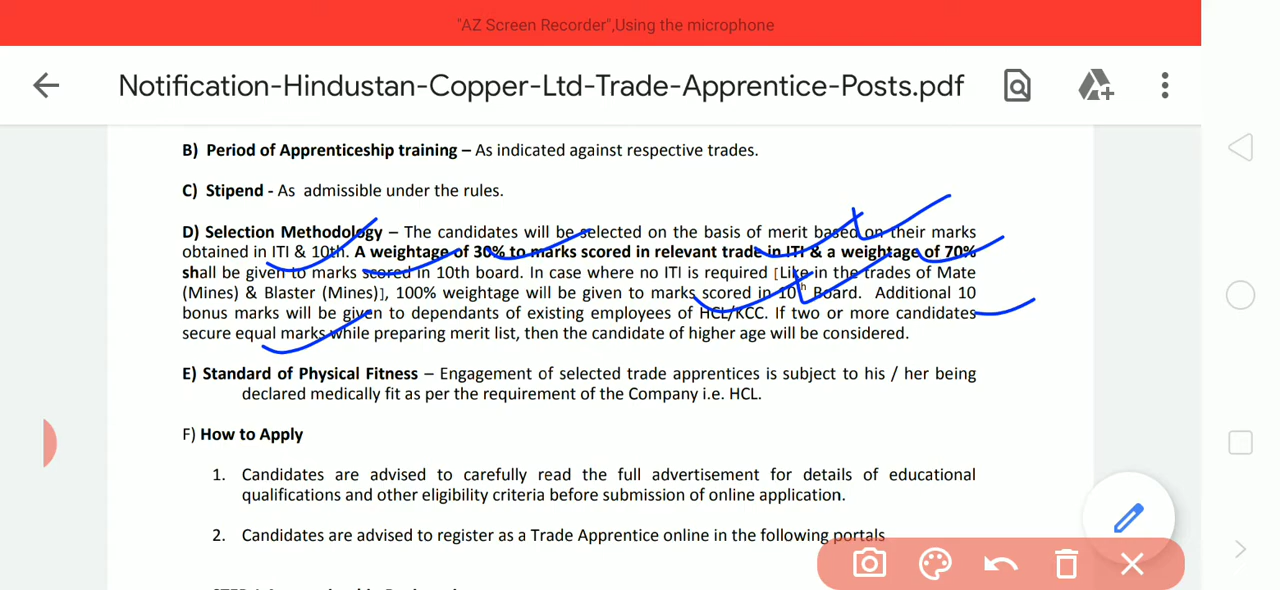 "AZ Screen Recorder",Using the microphone
Notification-Hindustan-Copper-Ltd-Trade-Apprentice-Posts.pdf
B) Period of Apprenticeship training – As indicated against respective trades.
C) Stipend - As admissible under the rules.
D) Selection Methodology – The candidates will be selected on the basis of merit based on their marks
obtained in ITI & 10th. A weightage of 30% to marks scored in relevant trade in ITI & a weightage of 70%
shall be given to marks scored in 10th board. In case where no ITI is required [Like in the trades of Mate
(Mines) & Blaster (Mines)], 100% weightage will be given to marks scored in 10th Board. Additional 10
bonus marks will be given to dependants of existing employees of HCL/KCC. If two or more candidates
secure equal marks while preparing merit list, then the candidate of higher age will be considered.
E) Standard of Physical Fitness – Engagement of selected trade apprentices is subject to his / her being
declared medically fit as per the requirement of the Company i.e. HCL.
F) How to Apply
1. Candidates are advised to carefully read the full advertisement for details of educational
qualifications and other eligibility criteria before submission of online application.
2. Candidates are advised to register as a Trade Apprentice online in the following portals